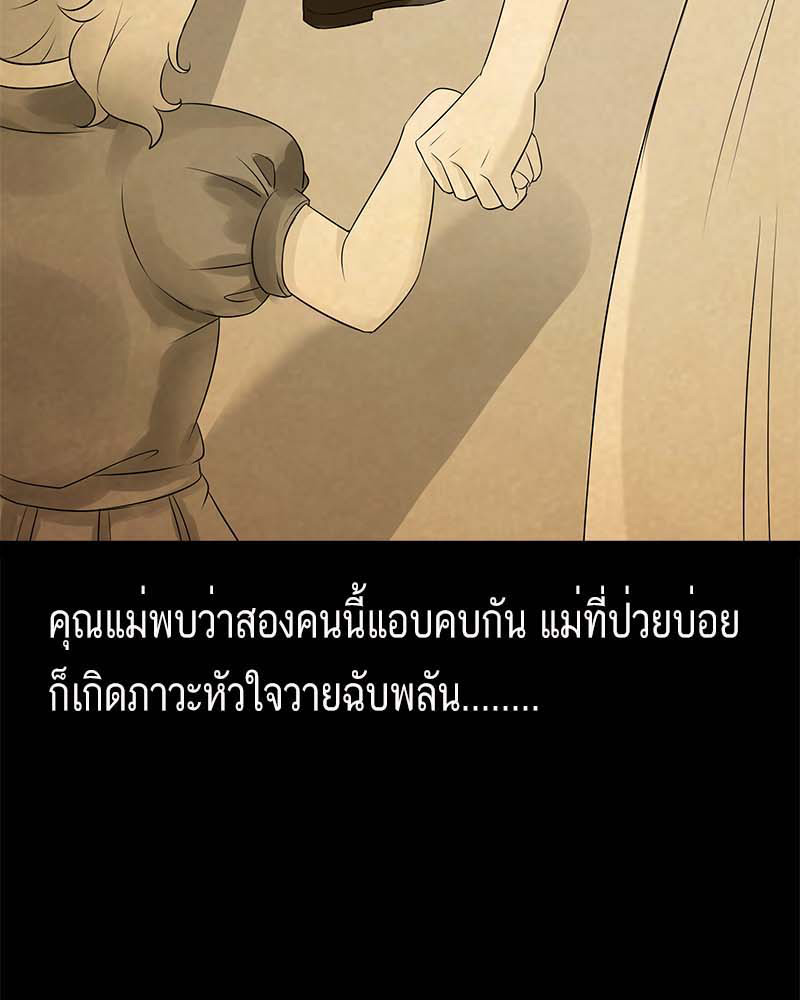 คุณแม่พบว่าสองคนนี้แอบคบกัน แม่ที่ป่วยบ่อย
ก็เกิดภาวะหัวใจวายฉับพลัน........